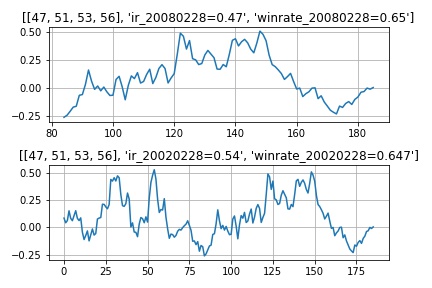 [[47, 51, 53, 56], 'ir_20080228=0.47', 'winrate_20080228=0.65']
0.50
0.25
0.00
−0.25
80 100 120 140 160 180
[[47, 51, 53, 56], 'ir_20020228=0.54', 'winrate_20020228=0.647']
0.50
0.25
0.00
−0.25
0 25 50 75 100 125 150 175